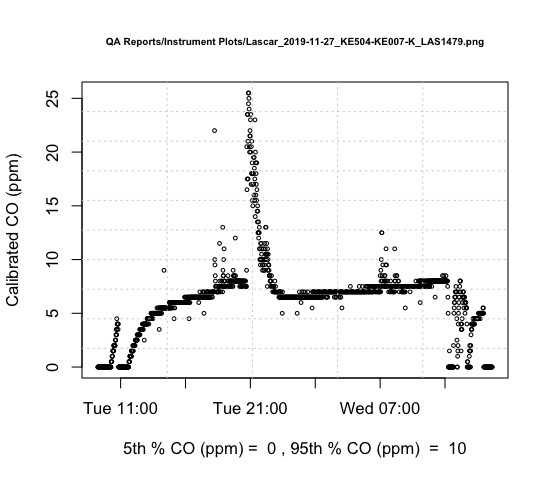 QA Reports/Instrument Plots/Lascar_2019-11-27_KE504-KE007-K_LAS1479.png
25
20
15
10
5
0
Calibrated CO (ppm)
Tue 11:00 Tue 21:00 Wed 07:00
5th % CO (ppm) = 0 , 95th % CO (ppm) = 10